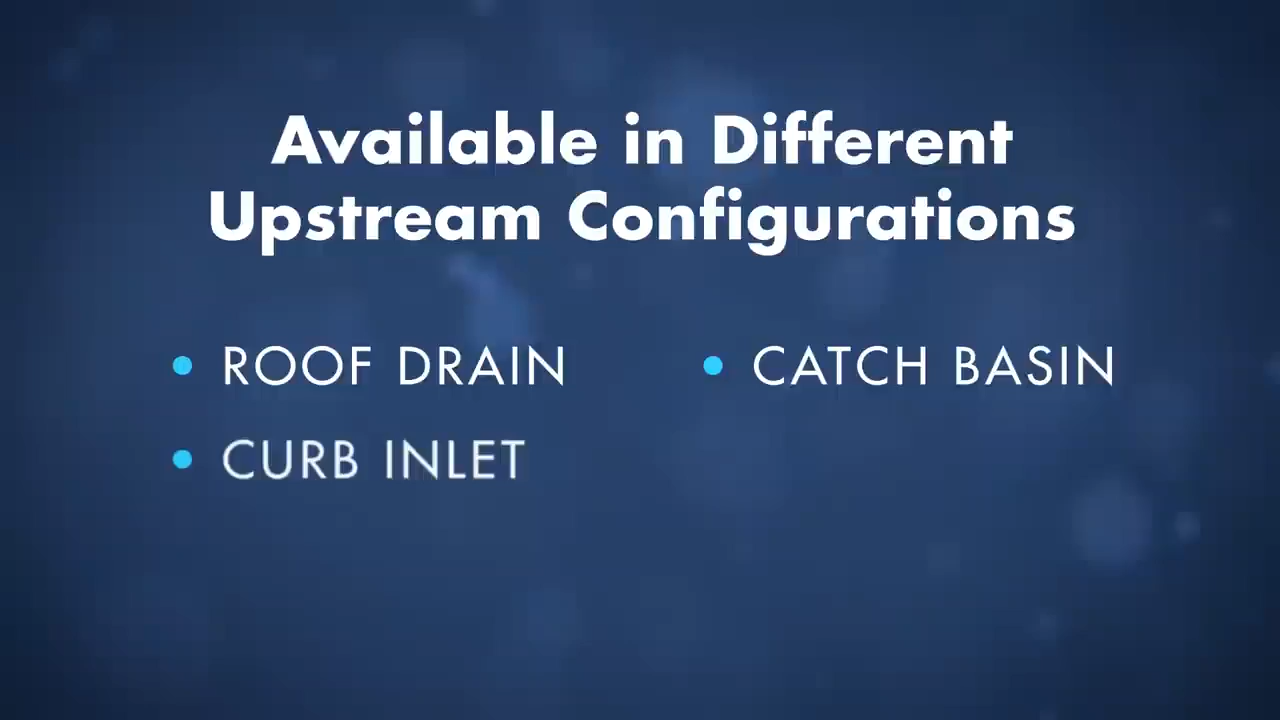 Available in Different
Upstream Configurations
• ROOF DRAIN
• CATCH BASIN
• CURB INLET